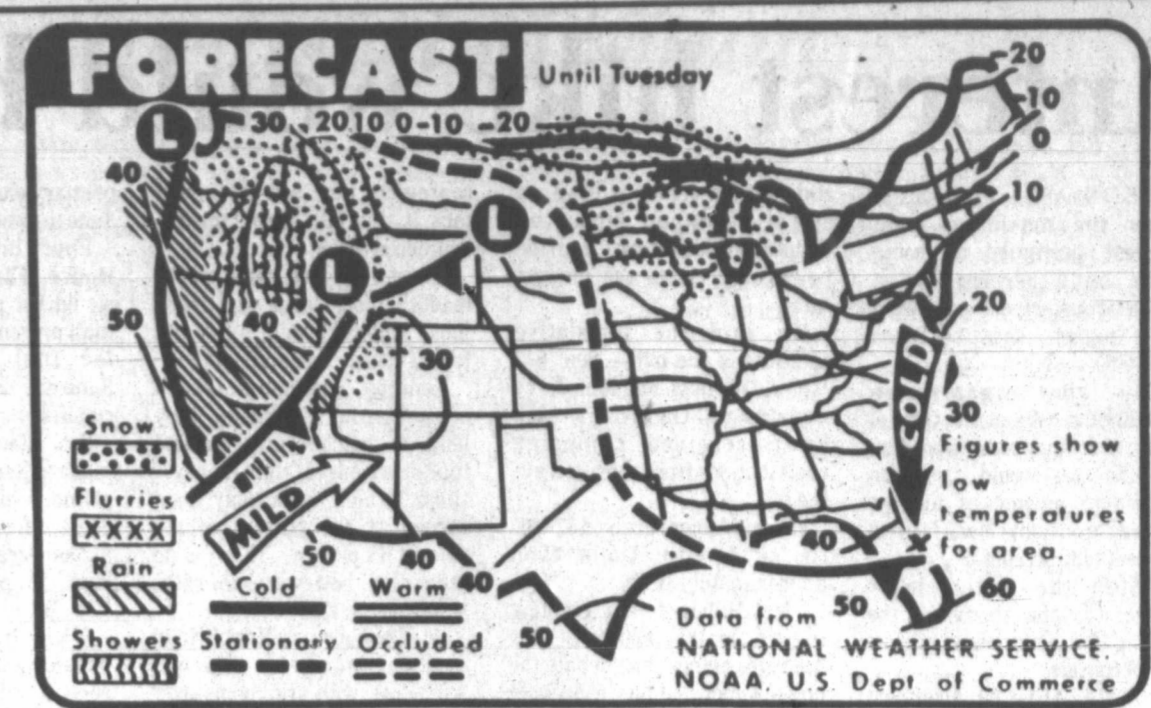 FORECAST Until Tuesday
L 30 20 10 0 -10 -20 -20
-10
0
40
10
L
L
20
50 40
30
COLD
30
Snow
Figures show
low
Flurries
temperatures
XXXX
MILD
x for area.
Rain
50 40 40 40
Cold Warm
50 50 60
Showers Stationary Occluded
Data from
NATIONAL WEATHER SERVICE,
NOAA, U.S. Dept of Commerce